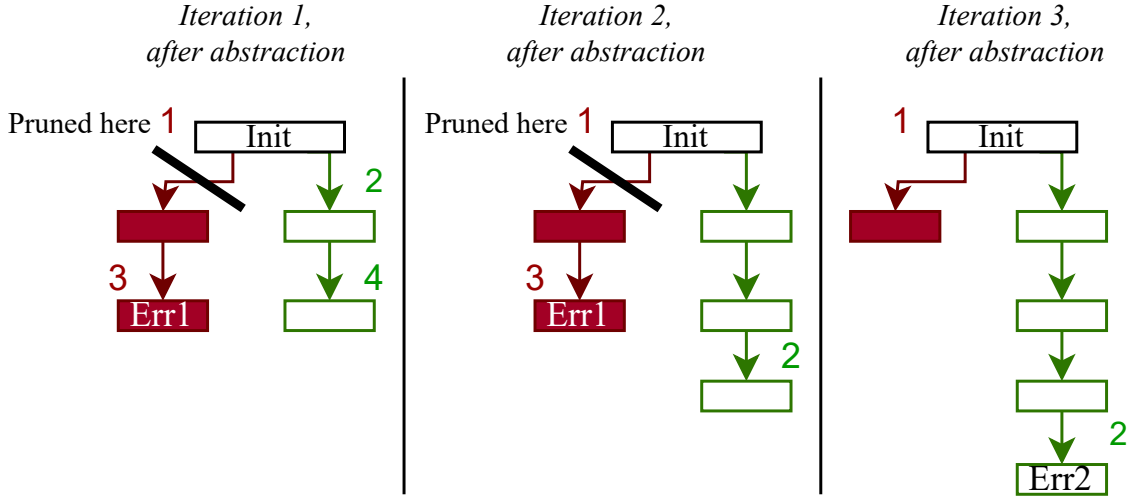 Iteration 1,
after abstraction
Pruned here 1
Init
2
3
4
Err1
Iteration 2,
after abstraction
Pruned here 1
Init
3
Err1
2
Iteration 3,
after abstraction
1
Init
2
Err2